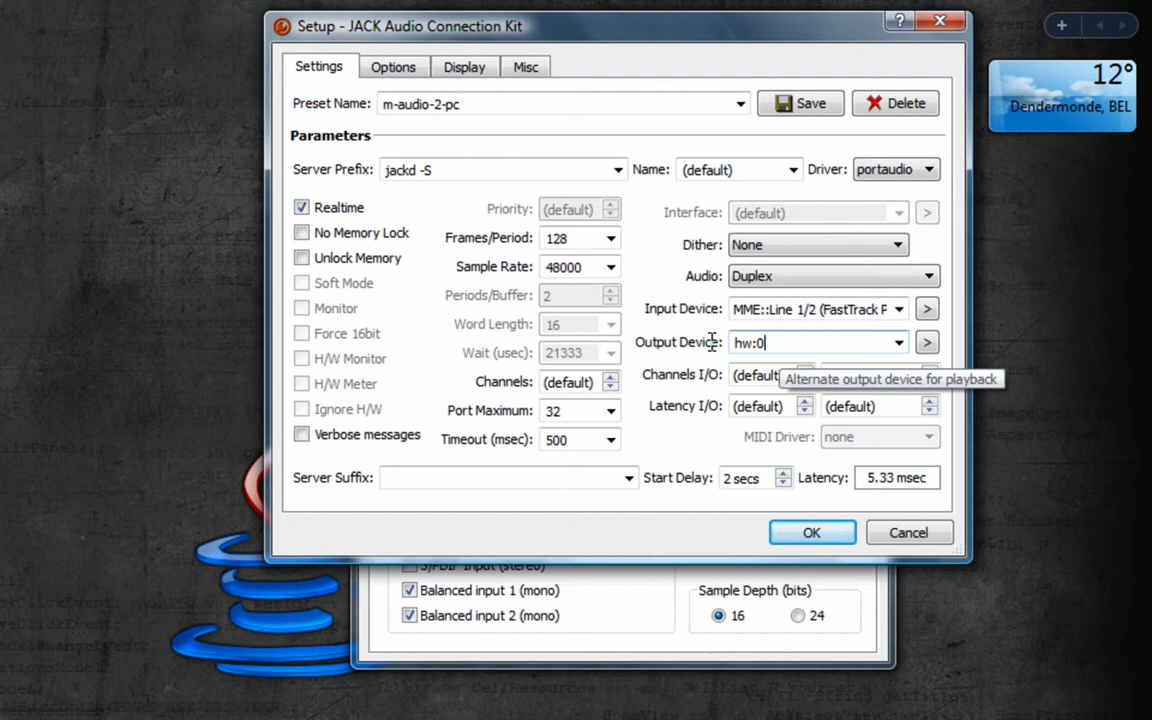 Setup - JACK Audio Connection Kit
?
Settings Options Display Misc
Preset Name: m-audio-2-pc Save Delete
Parameters
Server Prefix: jackd -S Name: (default) Driver: portaudio
Realtime Priority: (default) Interface: (default) >
No Memory Lock Frames/Period: 128 Dither: None
Unlock Memory Sample Rate: 48000 Audio: Duplex
Soft Mode Periods/Buffer: 2
Monitor Word Length: 16 Input Device: MME::Line 1/2 (FastTrack P >
Force 16bit Wait (usec): 21333 Output Device: hw:0 >
H/W Monitor Channels: (default) Channels I/O: (default
Alternate output device for playback
H/W Meter Port Maximum: 32 Latency I/O: (default) (default)
Ignore H/W Timeout (msec): 500 MIDI Driver: none
Verbose messages
Server Suffix: Start Delay: 2 secs Latency: 5.33 msec
OK Cancel
S/PDIF Input (stereo)
Balanced input 1 (mono)
Balanced input 2 (mono)
Sample Depth (bits)
16 24
+
12°
Dendermonde, BEL